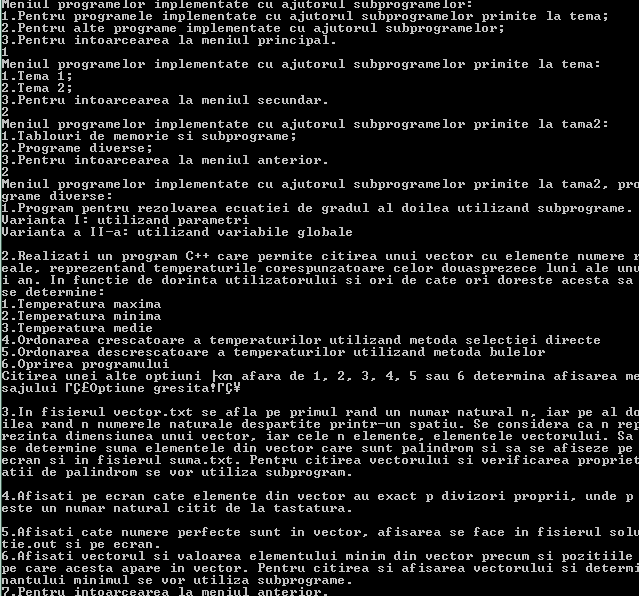 Meniul programelor implementate cu ajutorul subprogramelor:
1.Pentru programele implementate cu ajutorul subprogramelor primite la tema;
2.Pentru alte programe implementate cu ajutorul subprogramelor;
3.Pentru intoarcerea la meniul principal.
1
Meniul programelor implementate cu ajutorul subprogramelor primite la tema:
1.Tema 1;
2.Tema 2;
3.Pentru intoarcerea la meniul secundar.
2
Meniul programelor implementate cu ajutorul subprogramelor primite la tama2:
1.Tablouri de memorie si subprograme;
2.Programe diverse;
3.Pentru intoarcerea la meniul anterior.
2
Meniul programelor implementate cu ajutorul subprogramelor primite la tama2, pro
grame diverse:
1.Program pentru rezolvarea ecuatiei de gradul al doilea utilizand subprograme.
Varianta I: utilizand parametri
Varianta a II-a: utilizand variabile globale
2.Realizati un program C++ care permite citirea unui vector cu elemente numere r
eale, reprezentand temperaturile corespunzatoare celor douasprezece luni ale unu
i an. In functie de dorinta utilizatorului si ori de cate ori doreste acesta sa
se determine:
1.Temperatura maxima
2.Temperatura minima
3.Temperatura medie
4.Ordonarea crescatoare a temperaturilor utilizand metoda selectiei directe
5.Ordonarea descrescatoare a temperaturilor utilizand metoda bulelor
6.Oprirea programului
Citirea unei alte optiuni ├«n afara de 1, 2, 3, 4, 5 sau 6 determina afisarea me
sajului ΓÇ£Optiune gresita!ΓÇ¥
3.In fisierul vector.txt se afla pe primul rand un numar natural n, iar pe al do
ilea rand n numerele naturale despartite printr-un spatiu. Se considera ca n rep
rezinta dimensiunea unui vector, iar cele n elemente, elementele vectorului. Sa
se determine suma elementelor din vector care sunt palindrom si sa se afiseze pe
ecran si in fisierul suma.txt. Pentru citirea vectorului si verificarea propriet
atii de palindrom se vor utiliza subprogram.
4.Afisati pe ecran cate elemente din vector au exact p divizori proprii, unde p
este un numar natural citit de la tastatura.
5.Afisati cate numere perfecte sunt in vector, afisarea se face in fisierul solu
tie.out si pe ecran.
6.Afisati vectorul si valoarea elementului minim din vector precum si pozitiile
pe care acesta apare in vector. Pentru citirea si afisarea vectorului si determi
nantului minimul se vor utiliza subprograme.
7.Pentru intoarcerea la meniul anterior.